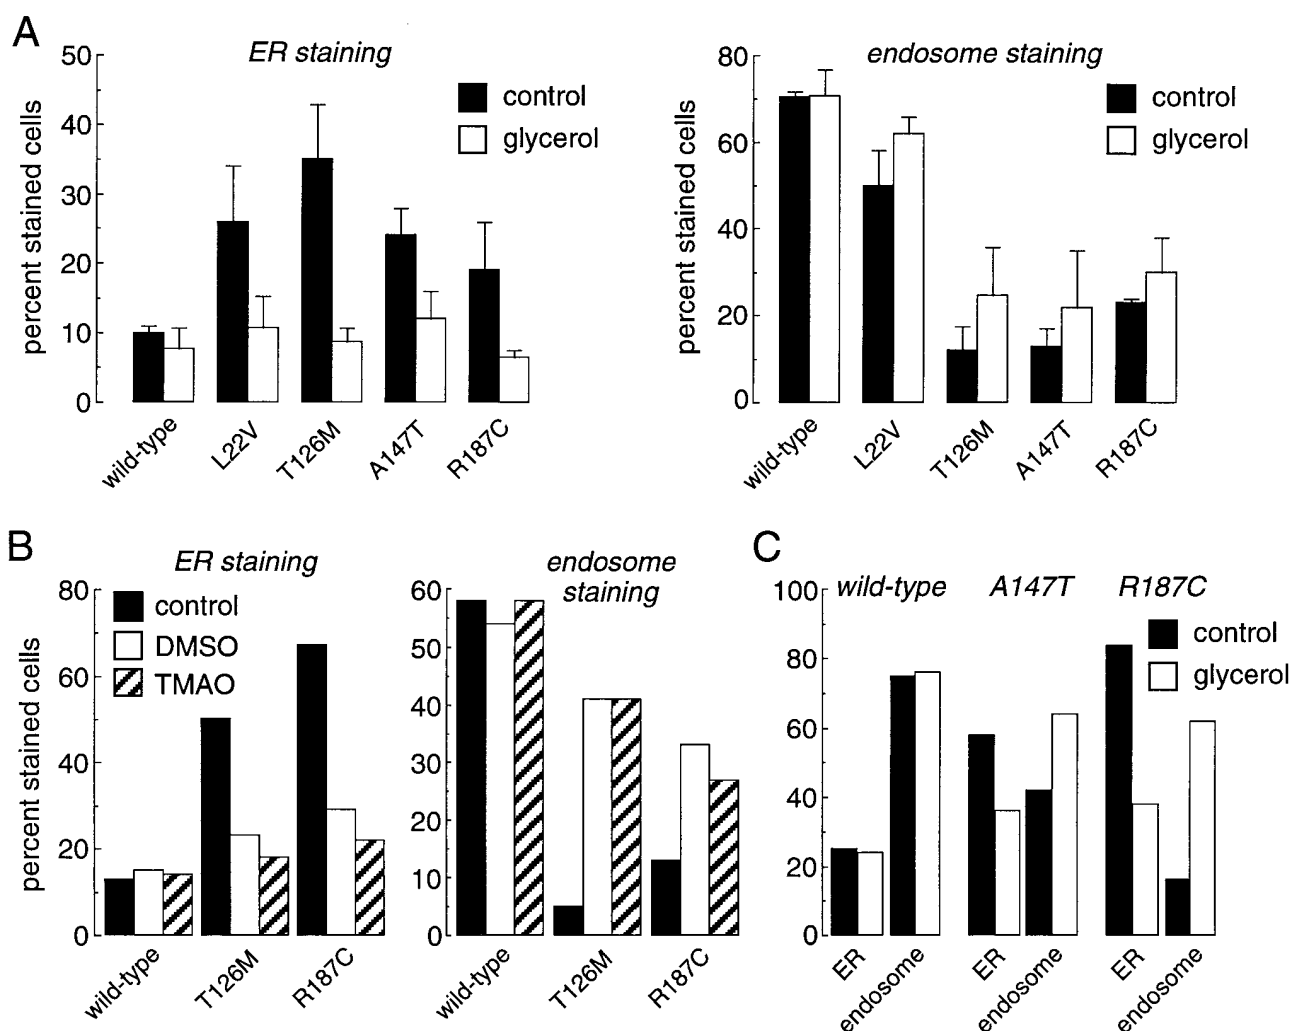 A
ER staining
percent stained cells
50
40
30
20
10
0
control
glycerol
wild-type
L22V
T126M
A147T
R187C
endosome staining
percent stained cells
80
60
40
20
0
control
glycerol
wild-type
L22V
T126M
A147T
R187C
B
ER staining
percent stained cells
80
60
40
20
0
control
DMSO
TMAO
wild-type
T126M
R187C
endosome
staining
60
50
40
30
20
10
0
wild-type
T126M
R187C
C
100
80
60
40
20
0
wild-type
A147T
R187C
control
glycerol
ER
endosome
ER
endosome
ER
endosome